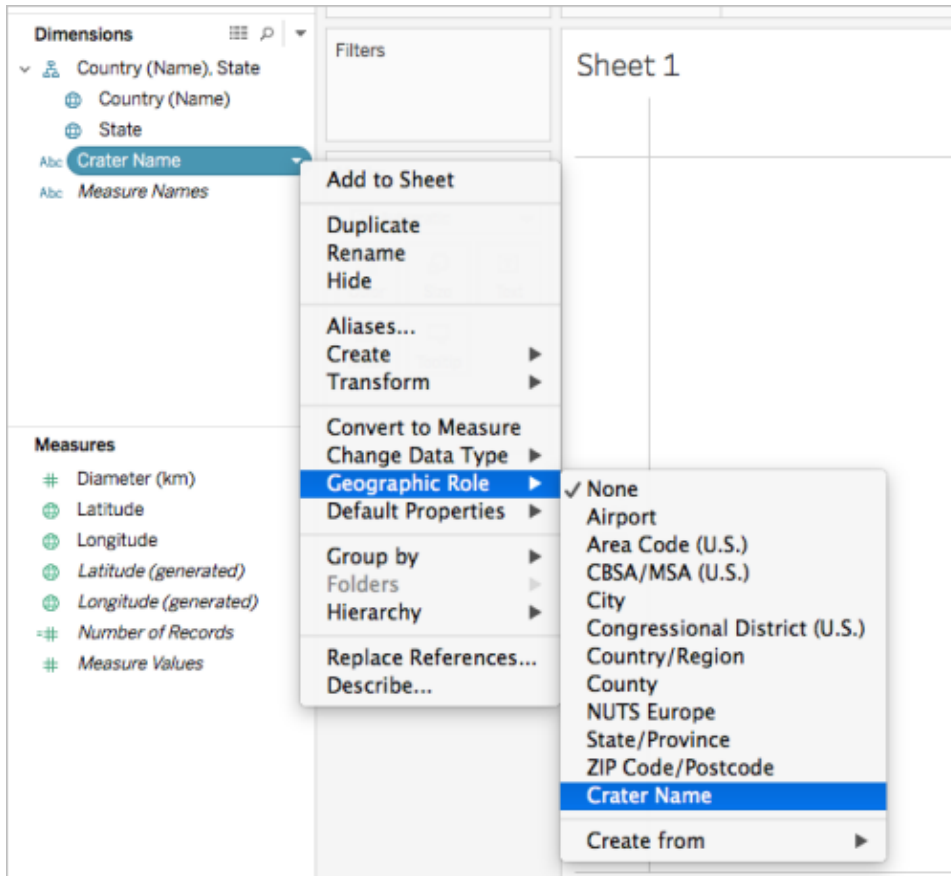 Dimensions
Country (Name), State
Country (Name)
State
Abc Crater Name
Abc Measure Names
Measures
# Diameter (km)
Latitude
Longitude
Latitude (generated)
Longitude (generated)
=# Number of Records
# Measure Values
Filters
Sheet 1
Add to Sheet
Duplicate
Rename
Hide
Aliases...
Create
Transform
Convert to Measure
Change Data Type
Geographic Role
Default Properties
Group by
Folders
Hierarchy
Replace References...
Describe...
✓ None
Airport
Area Code (U.S.)
CBSA/MSA (U.S.)
City
Congressional District (U.S.)
Country/Region
County
NUTS Europe
State/Province
ZIP Code/Postcode
Crater Name
Create from